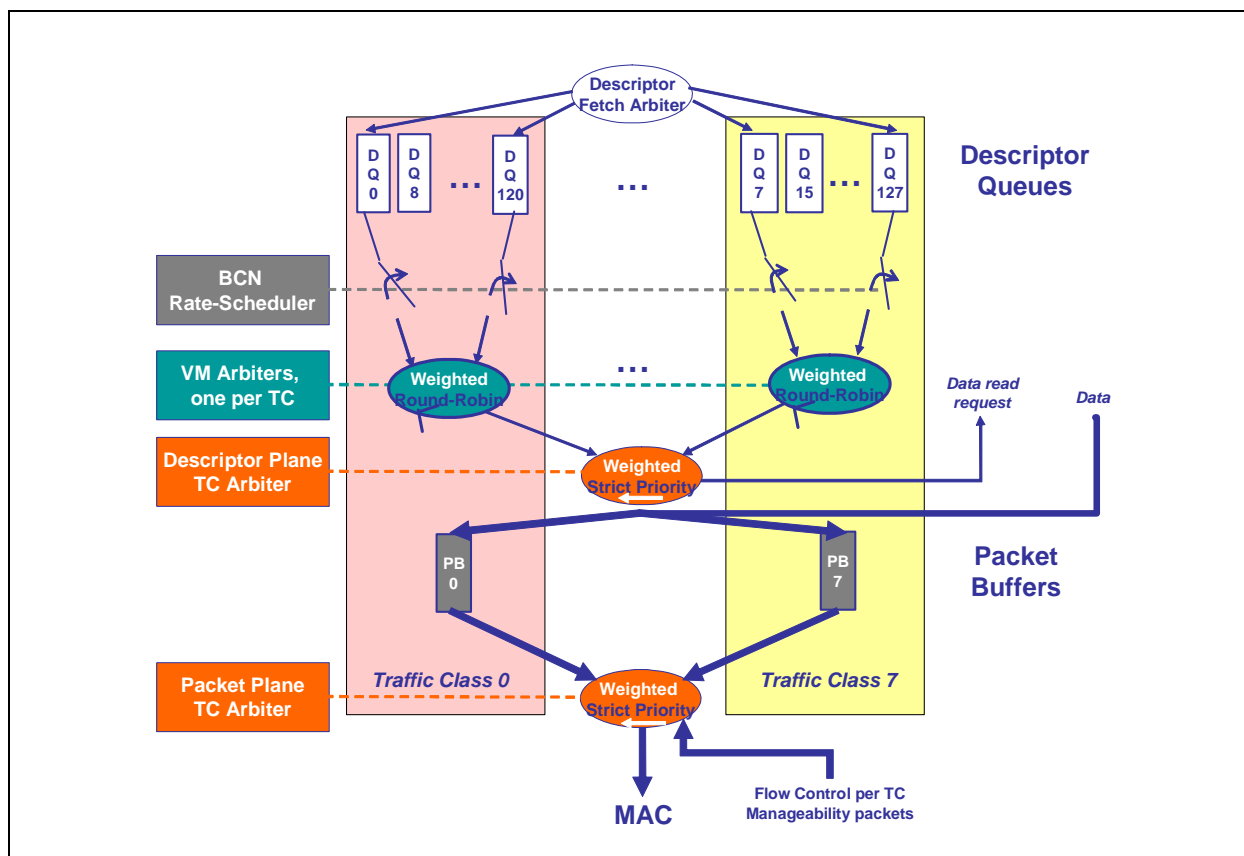 Descriptor
Fetch Arbiter
D
Q
0
D
Q
8
...
D
Q
120
...
D
Q
7
D
Q
15
...
D
Q
127
Descriptor
Queues
BCN
Rate-Scheduler
VM Arbiters,
one per TC
Weighted
Round-Robin
...
Weighted
Round-Robin
Data read
request
Data
Descriptor Plane
TC Arbiter
Weighted
Strict Priority
PB
0
PB
7
Packet
Buffers
Traffic Class 0
Traffic Class 7
Packet Plane
TC Arbiter
Weighted
Strict Priority
MAC
Flow Control per TC
Manageability packets